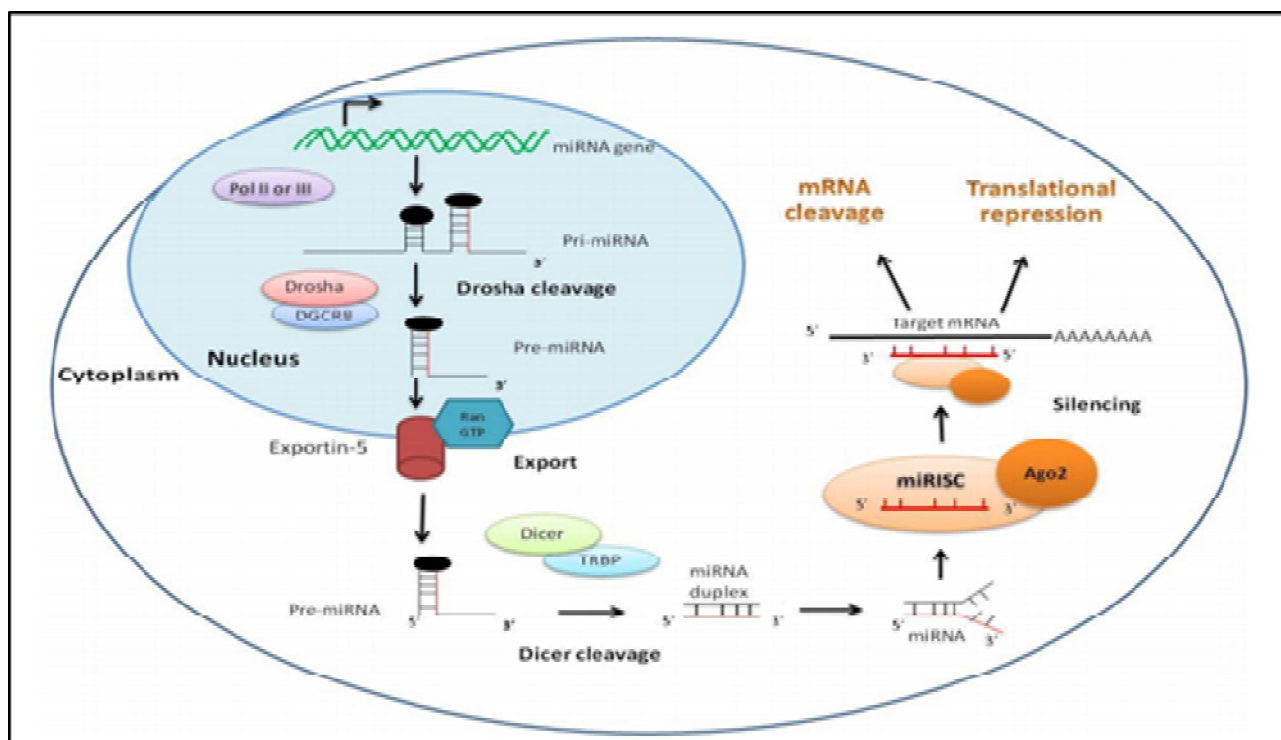 miRNA gene
Pol II or III
Pri-miRNA
3'
Drosha
DGCR8
Drosha cleavage
Nucleus
Pre-miRNA
3'
Cytoplasm
Exportin-5
Ran
GTP
Export
Pre-miRNA
5'
3'
Dicer
TRBP
Dicer cleavage
miRNA
duplex
5'
3'
5'
miRNA
3'
miRISC
5'
3'
Ago2
Silencing
5'
Target mRNA
AAAAAAAA
3'
5'
mRNA
cleavage
Translational
repression